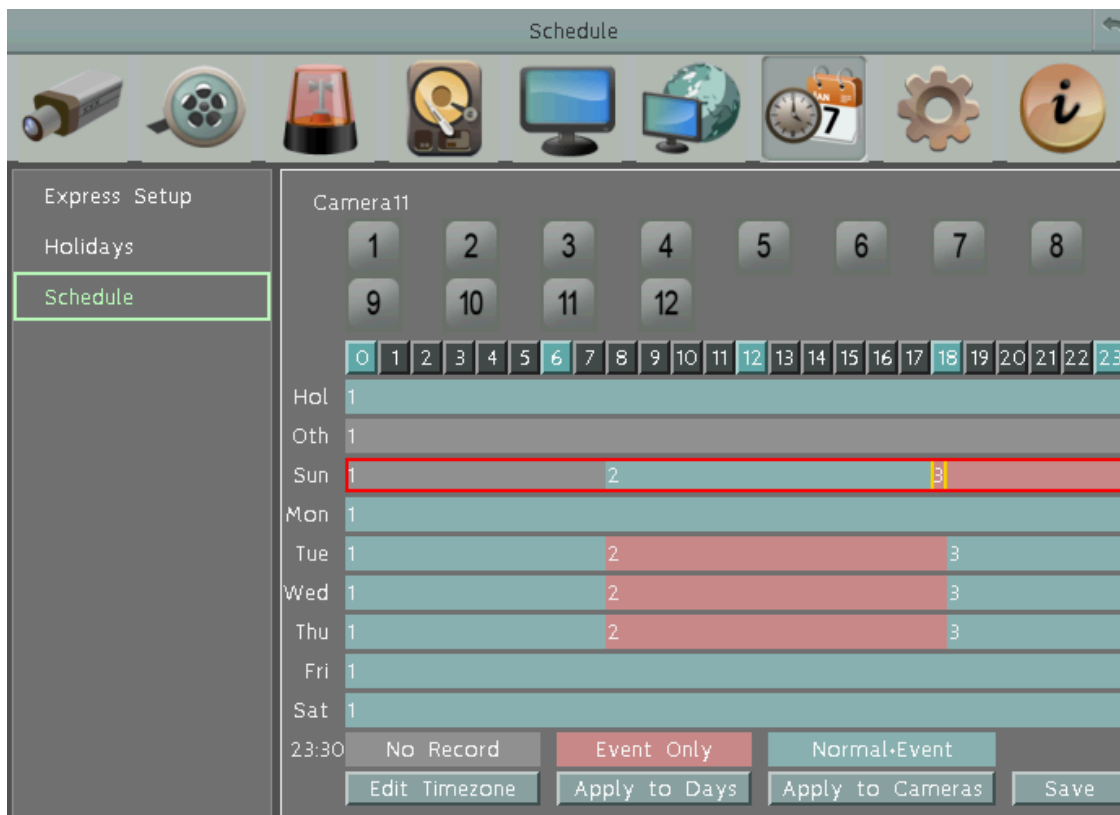 Schedule
JAN
7
i
Express Setup
Holidays
Schedule
Camera11
1 2 3 4 5 6 7 8
9 10 11 12
0 1 2 3 4 5 6 7 8 9 10 11 12 13 14 15 16 17 18 19 20 21 22 23
Hol 1
Oth 1
Sun 1 2 3
Mon 1
Tue 1 2 3
Wed 1 2 3
Thu 1 2 3
Fri 1
Sat 1
23:30 No Record Event Only Normal+Event
Edit Timezone Apply to Days Apply to Cameras Save